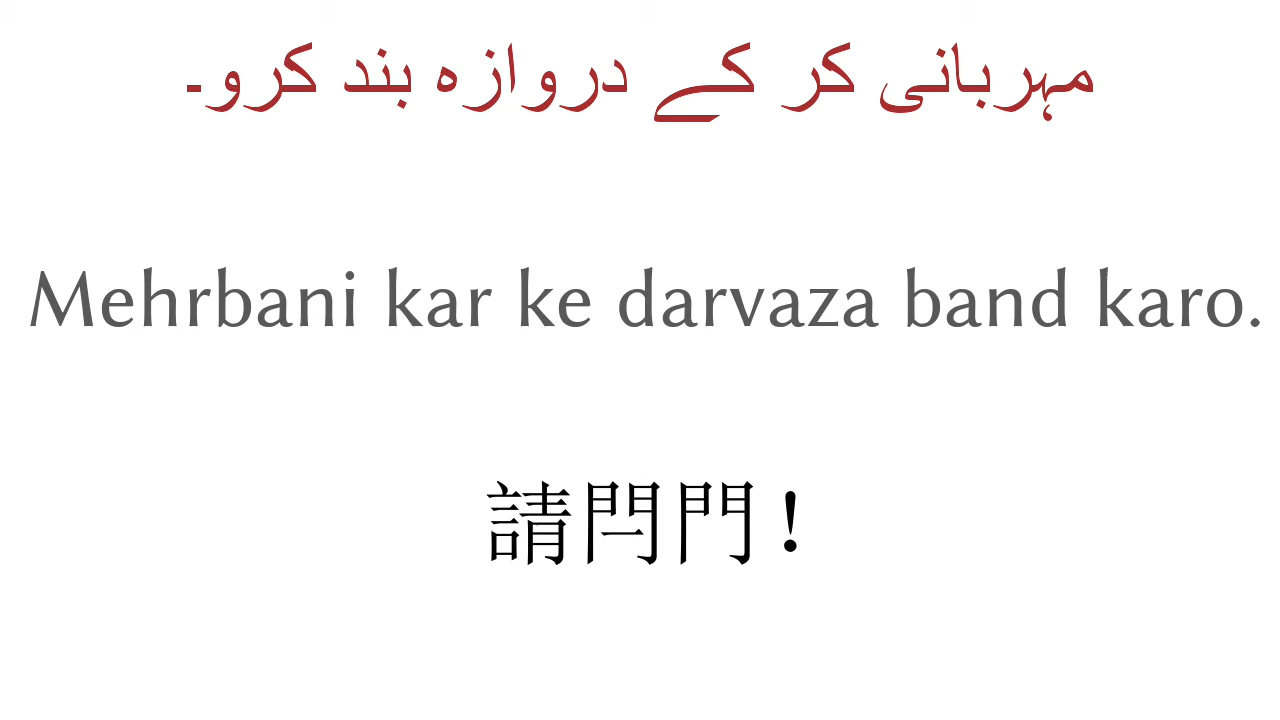 مہربانی کر کے دروازہ بند کرو۔
Mehrbani kar ke darvaza band karo.
請閂門！